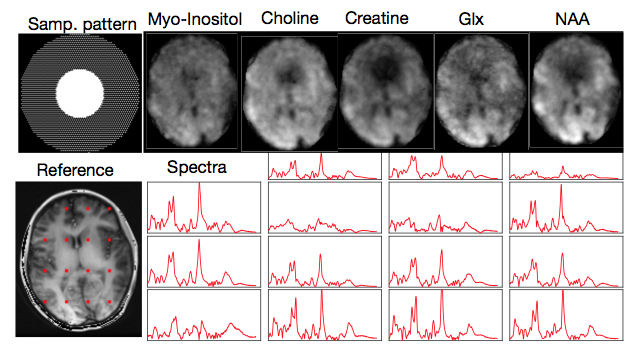 Samp. pattern
Myo-Inositol
Choline
Creatine
Glx
NAA
Reference
Spectra